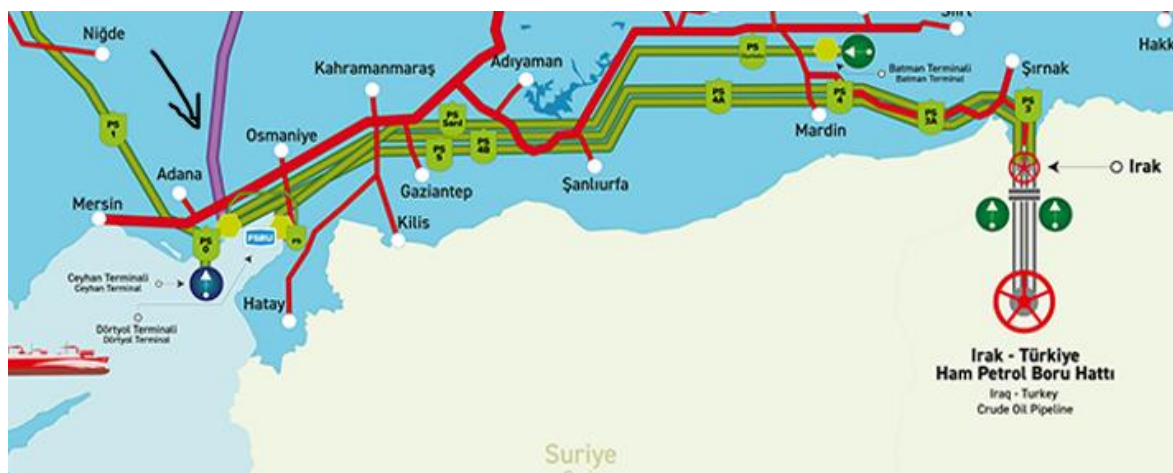 Niğde
Siirt
Hakk
Adıyaman
Kahramanmaraş
PS
Batman Terminali
Batman Terminal
Şırnak
PS
1
PS
Sarıl
PS
4A
PS
4
PS
3A
PS
3
Osmaniye
PS
5
PS
4B
Mardin
Adana
Gaziantep
Şanlıurfa
Irak
Mersin
Kilis
PS
0
FSRU
PS
Ceyhan Terminali
Ceyhan Terminal
Hatay
Dörtyol Terminali
Dörtyol Terminal
Irak - Türkiye
Ham Petrol Boru Hattı
Iraq - Turkey
Crude Oil Pipeline
Suriye